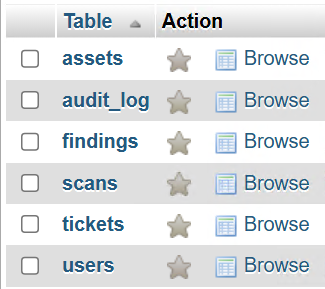 Table Action
assets Browse
audit_log Browse
findings Browse
scans Browse
tickets Browse
users Browse